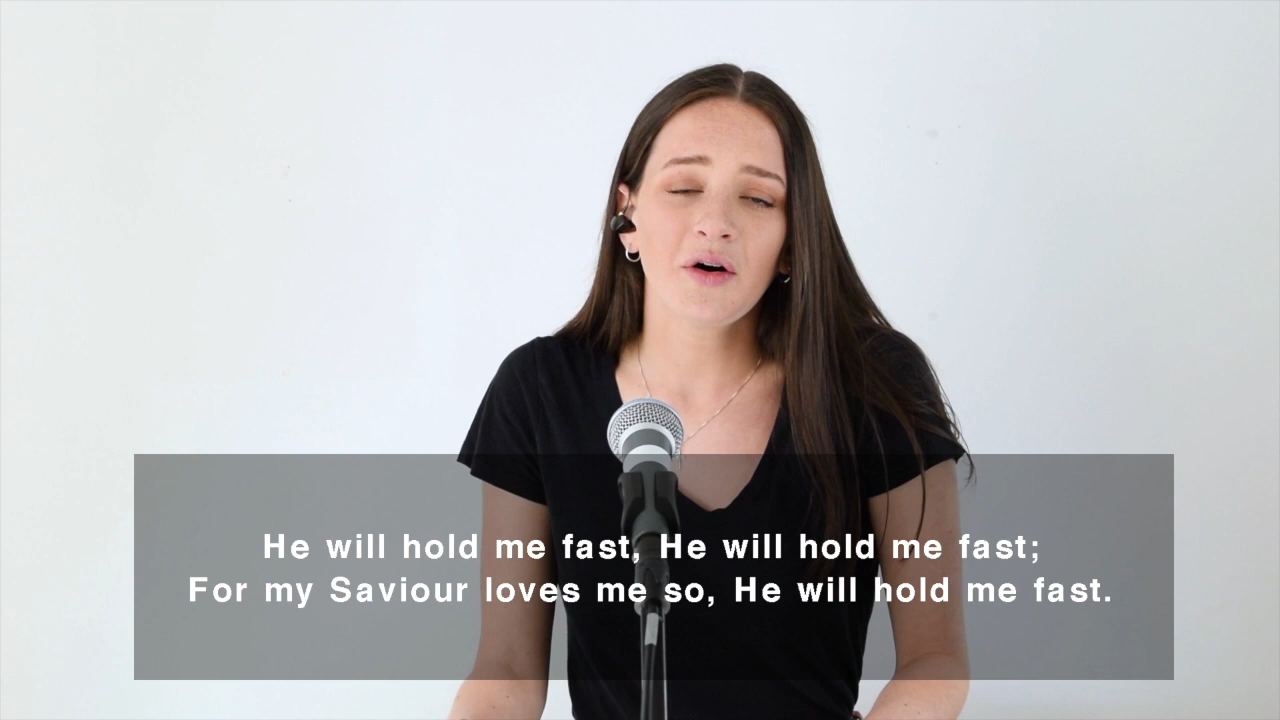 He will hold me fast, He will hold me fast;
For my Saviour loves me so, He will hold me fast.